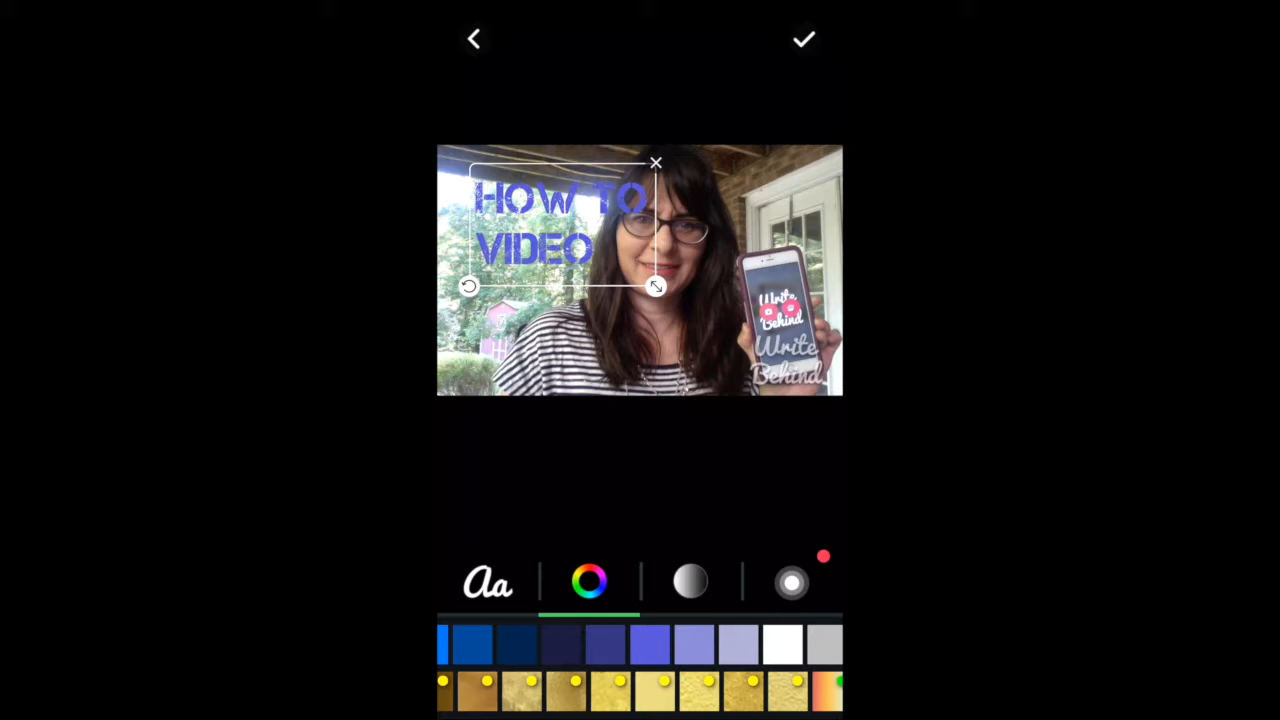 HOW TO
VIDEO
Write
Behind
Write
Behind
Aa